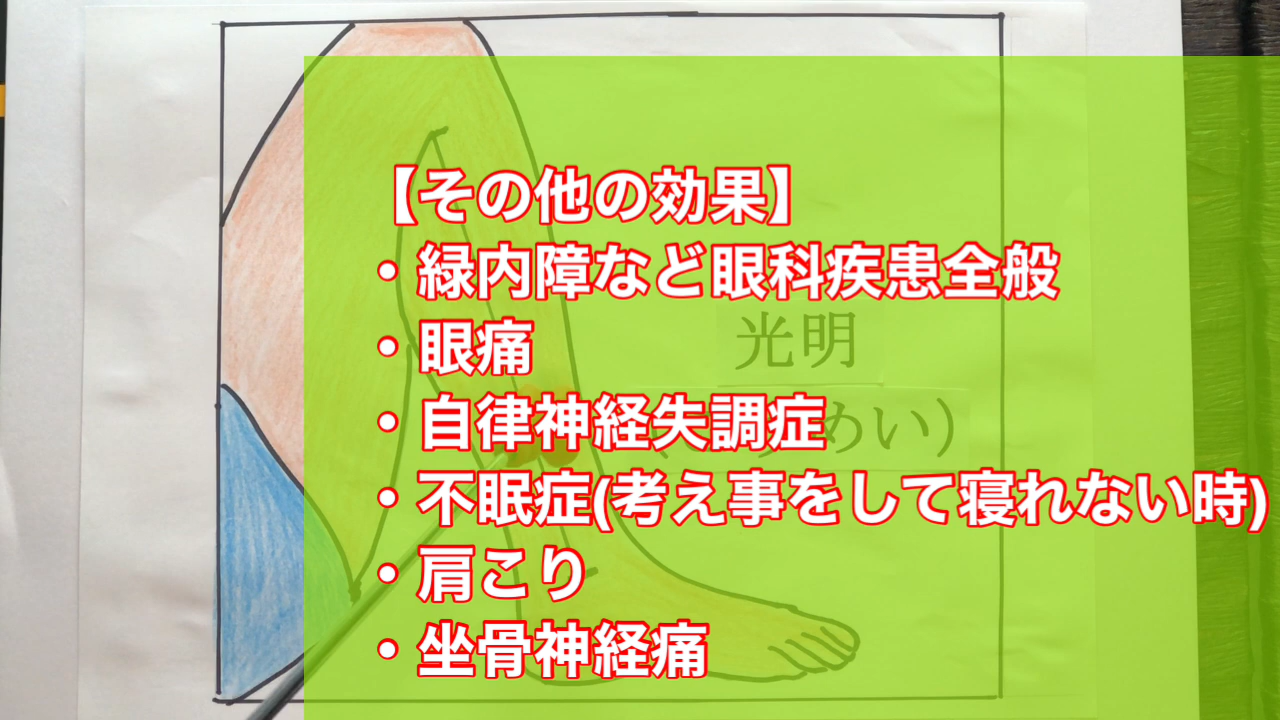 【その他の効果】
・緑内障など眼科疾患全般
・眼痛
光明
・自律神経失調症
めい)
・不眠症(考え事をして寝れない時)
・肩こり
・坐骨神経痛